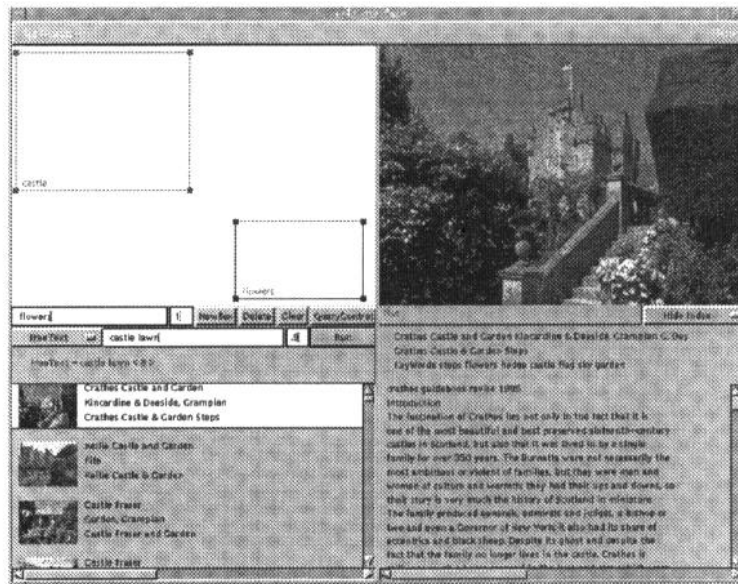 castle
flowers
flowers
New Text Delete Clear Query/Control
FreeText castle lawn Run
FreeText = castle lawn
Crathes Castle and Garden
Kincardine & Deeside, Grampian
Crathes Castle & Garden Steps
Kellie Castle and Garden
Fife
Kellie Castle & Garden
Castle Fraser
Garden, Grampian
Castle Fraser and Garden
Castle Fraser
Hide Index
Crathes Castle and Garden Kincardine & Deeside, Grampian
Crathes Castle & Garden Steps
Keywords steps flowers hedge castle flag sky garden
crathes guidebooks revise 1985
Introduction
The fascination of Crathes lies not only in the fact that it is
one of the most beautiful and best preserved sixteenth-century
castles in Scotland, but also that it was lived in by a single
family for over 350 years. The Burnetts were not necessarily the
most ambitious or violent of families, but they were men and
women of culture and warmth; they had their ups and downs, so
their story is very much the history of Scotland in miniature
The family produced generals, admirals and judges, a bishop or
two and even a Governor of New York; it also had its share of
eccentrics and black sheep. Despite its ghost and despite the
fact that the family no longer lives in the castle, Crathes is